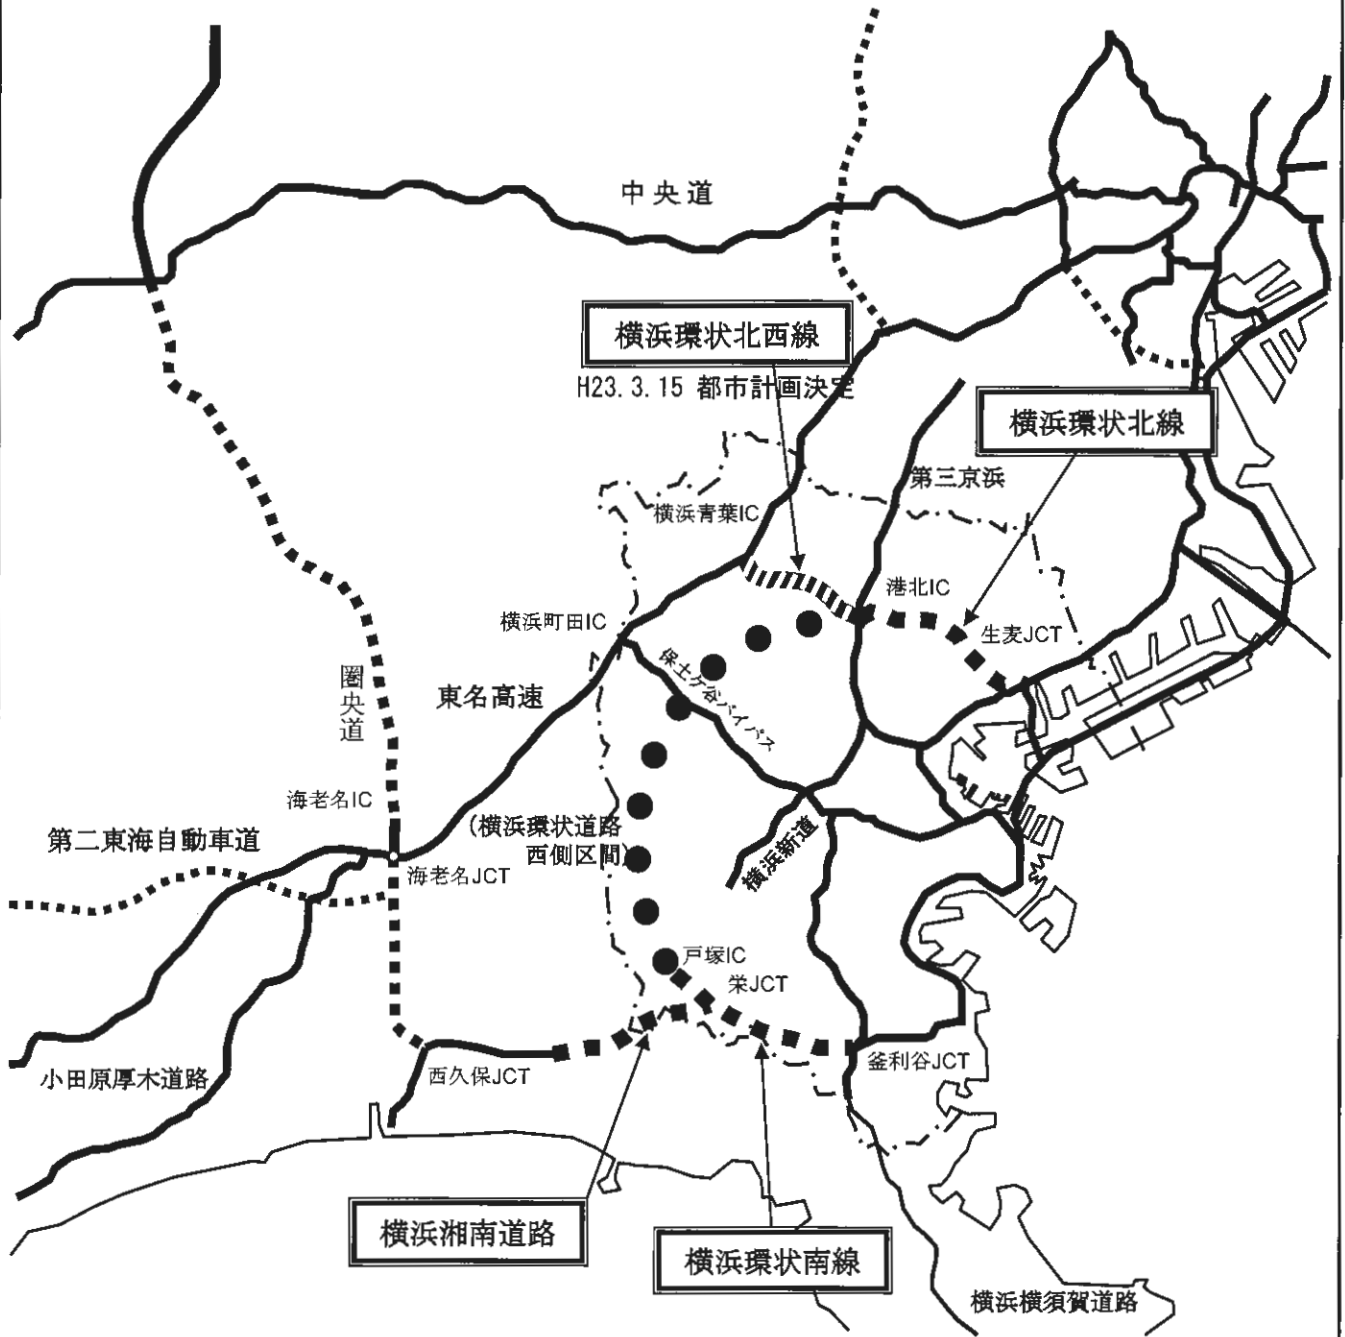 中央道
横浜環状北西線
H23.3.15 都市計画決定
横浜環状北線
第三京浜
横浜青葉IC
港北IC
横浜町田IC
生麦JCT
保土ケ谷バイパス
圏央道
東名高速
海老名IC
(横浜環状道路
西側区間)
第二東海自動車道
横浜新道
海老名JCT
戸塚IC
栄JCT
小田原厚木道路
西久保JCT
釜利谷JCT
横浜湘南道路
横浜環状南線
横浜横須賀道路